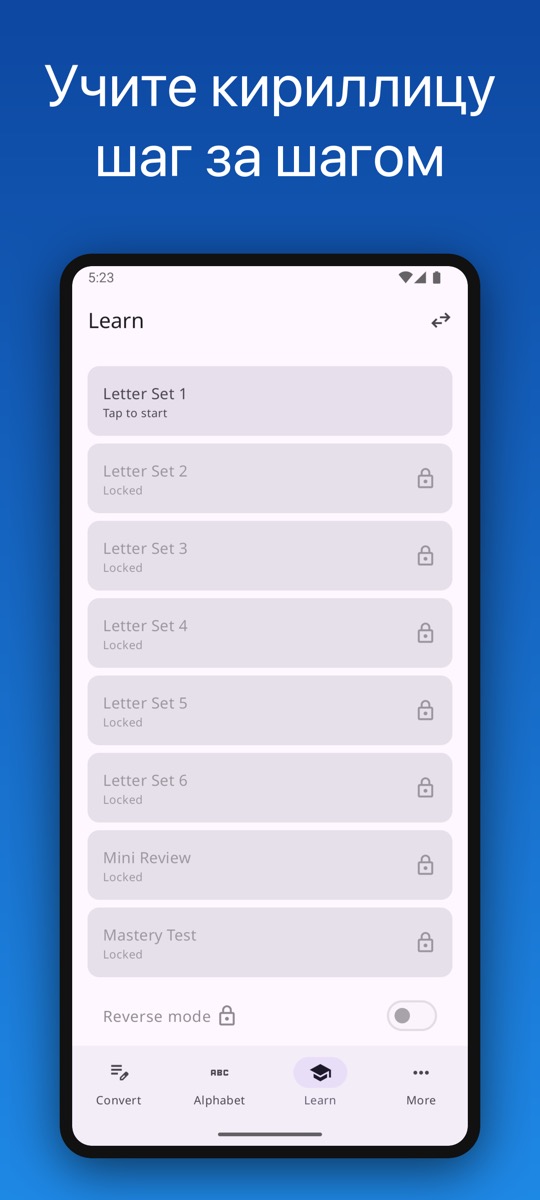 Учите кириллицу
шаг за шагом
5:23
Learn
Letter Set 1
Tap to start
Letter Set 2
Locked
Letter Set 3
Locked
Letter Set 4
Locked
Letter Set 5
Locked
Letter Set 6
Locked
Mini Review
Locked
Mastery Test
Locked
Reverse mode
ABC
Convert Alphabet Learn More